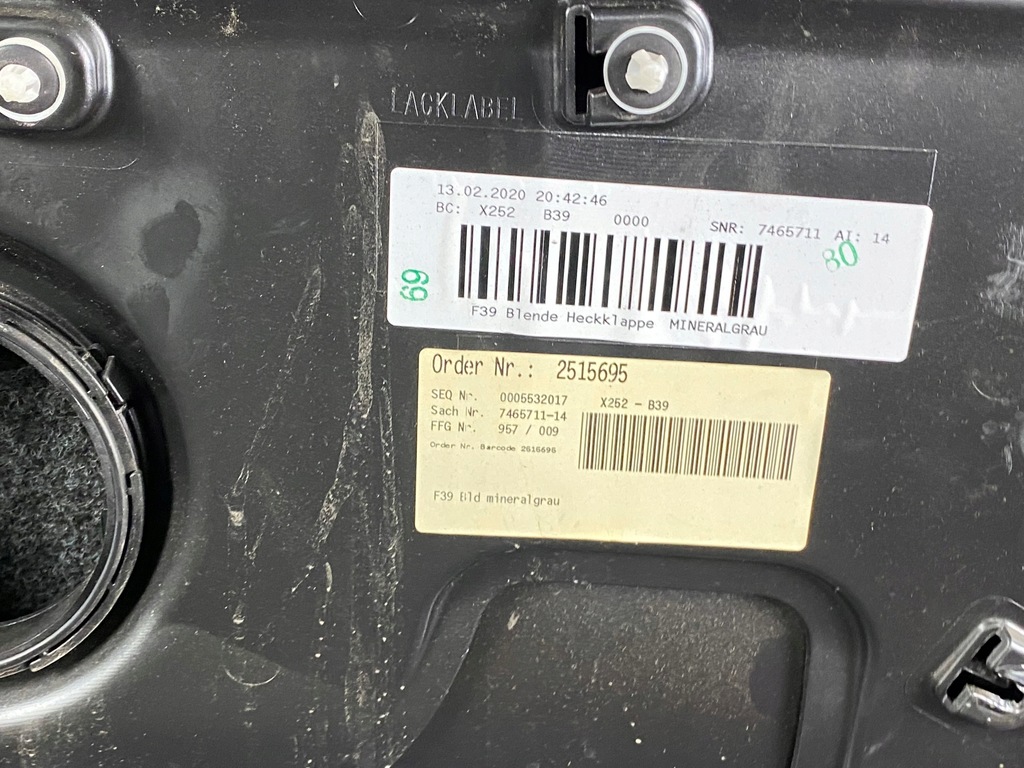 LACKLABEL
13.02.2020 20:42:46
BC: X252 B39 0000 SNR: 7465711 AI: 14
80
69
F39 Blende Heckklappe MINERALGRAU
Order Nr.: 2515695
SEQ Nr. 0005532017 X252 - B39
Sach Nr. 7465711-14
FFG Nr. 957 / 009
Order Nr. Barcode 2515695
F39 Bld mineralgrau